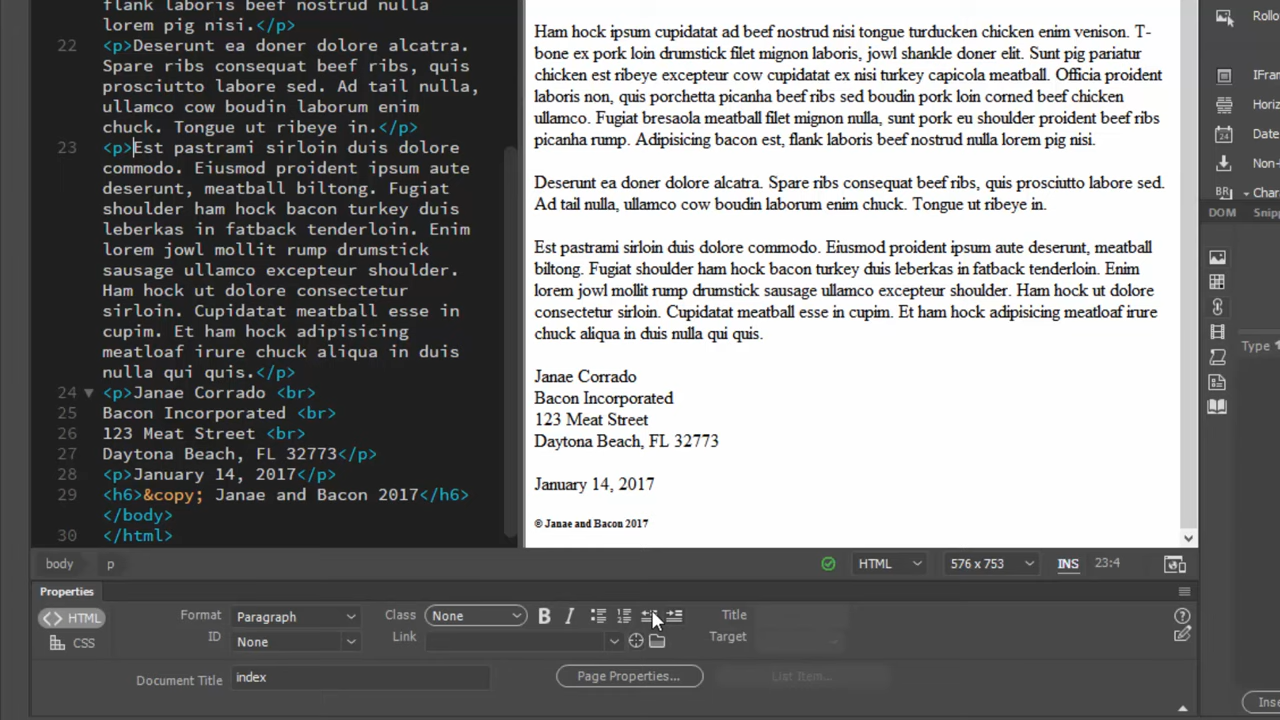 flank laboris beef nostrud nulla
lorem pig nisi.</p>
22 <p>Deserunt ea doner dolore alcatra.
Spare ribs consequat beef ribs, quis
prosciutto labore sed. Ad tail nulla,
ullamco cow boudin laborum enim
chuck. Tongue ut ribeye in.</p>
23 <p>Est pastrami sirloin duis dolore
commodo. Eiusmod proident ipsum aute
deserunt, meatball biltong. Fugiat
shoulder ham hock bacon turkey duis
leberkas in fatback tenderloin. Enim
lorem jowl mollit rump drumstick
sausage ullamco excepteur shoulder.
Ham hock ut dolore consectetur
sirloin. Cupidatat meatball esse in
cupim. Et ham hock adipisicing
meatloaf irure chuck aliqua in duis
nulla qui quis.</p>
24 <p>Janae Corrado <br>
25 Bacon Incorporated <br>
26 123 Meat Street <br>
27 Daytona Beach, FL 32773</p>
28 <p>January 14, 2017</p>
29 <h6>&copy; Janae and Bacon 2017</h6>
</body>
30 </html>
Ham hock ipsum cupidatat ad beef nostrud nisi tongue turducken chicken enim venison. T-
bone ex pork loin drumstick filet mignon laboris, jowl shankle doner elit. Sunt pig pariatur
chicken est ribeye excepteur cow cupidatat ex nisi turkey capicola meatball. Officia proident
laboris non, quis porchetta picanha beef ribs sed boudin pork loin corned beef chicken
ullamco. Fugiat bresaola meatball filet mignon nulla, sunt pork eu shoulder proident beef ribs
picanha rump. Adipisicing bacon est, flank laboris beef nostrud nulla lorem pig nisi.
Deserunt ea doner dolore alcatra. Spare ribs consequat beef ribs, quis prosciutto labore sed.
Ad tail nulla, ullamco cow boudin laborum enim chuck. Tongue ut ribeye in.
Est pastrami sirloin duis dolore commodo. Eiusmod proident ipsum aute deserunt, meatball
biltong. Fugiat shoulder ham hock bacon turkey duis leberkas in fatback tenderloin. Enim
lorem jowl mollit rump drumstick sausage ullamco excepteur shoulder. Ham hock ut dolore
consectetur sirloin. Cupidatat meatball esse in cupim. Et ham hock adipisicing meatloaf irure
chuck aliqua in duis nulla qui quis.
Janae Corrado
Bacon Incorporated
123 Meat Street
Daytona Beach, FL 32773
January 14, 2017
© Janae and Bacon 2017
Rollo
IFram
Horiz
Date
Non-
BR Char
DOM Snipp
Type
Inse
body p
HTML 576 x 753 INS 23:4
Properties
<> HTML Format Paragraph Class None B I Title
CSS ID None Link Target
Document Title index Page Properties... List Item...